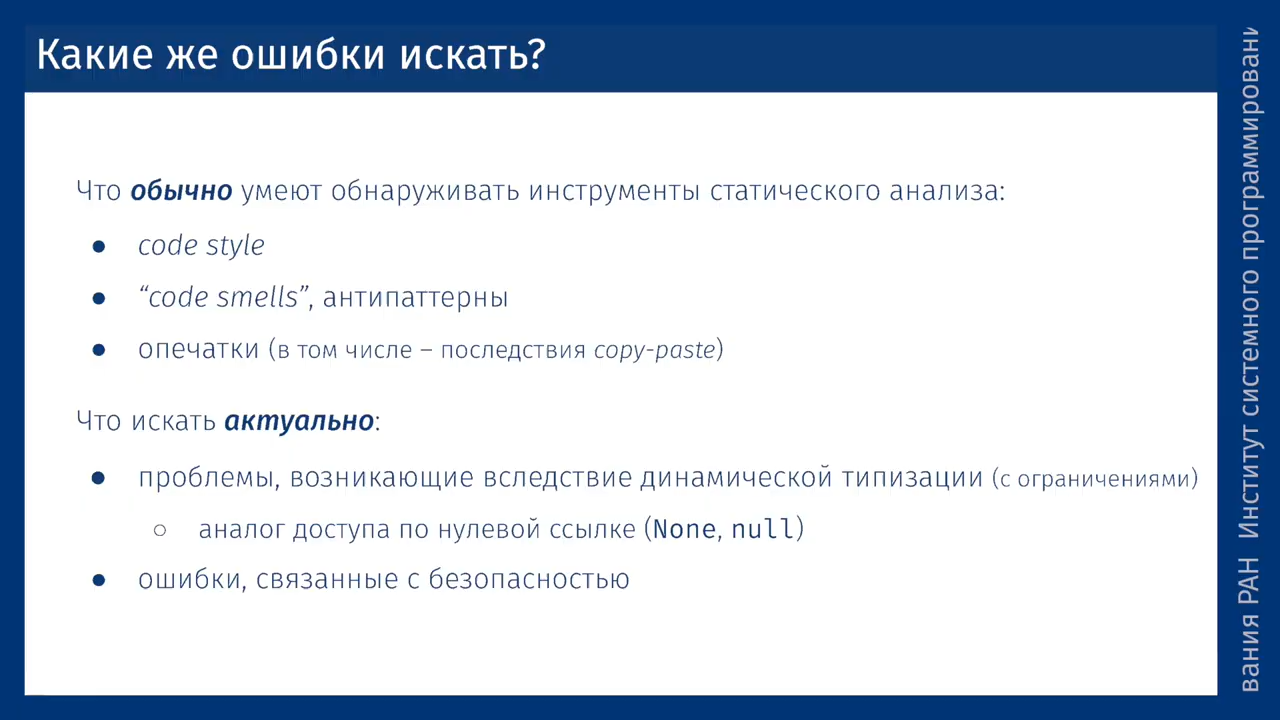 Какие же ошибки искать?
Что обычно умеют обнаруживать инструменты статического анализа:
● code style
● “code smells”, антипаттерны
● опечатки (в том числе – последствия copy-paste)
Что искать актуально:
● проблемы, возникающие вследствие динамической типизации (с ограничениями)
○ аналог доступа по нулевой ссылке (None, null)
● ошибки, связанные с безопасностью
вания РАН Институт системного программировани